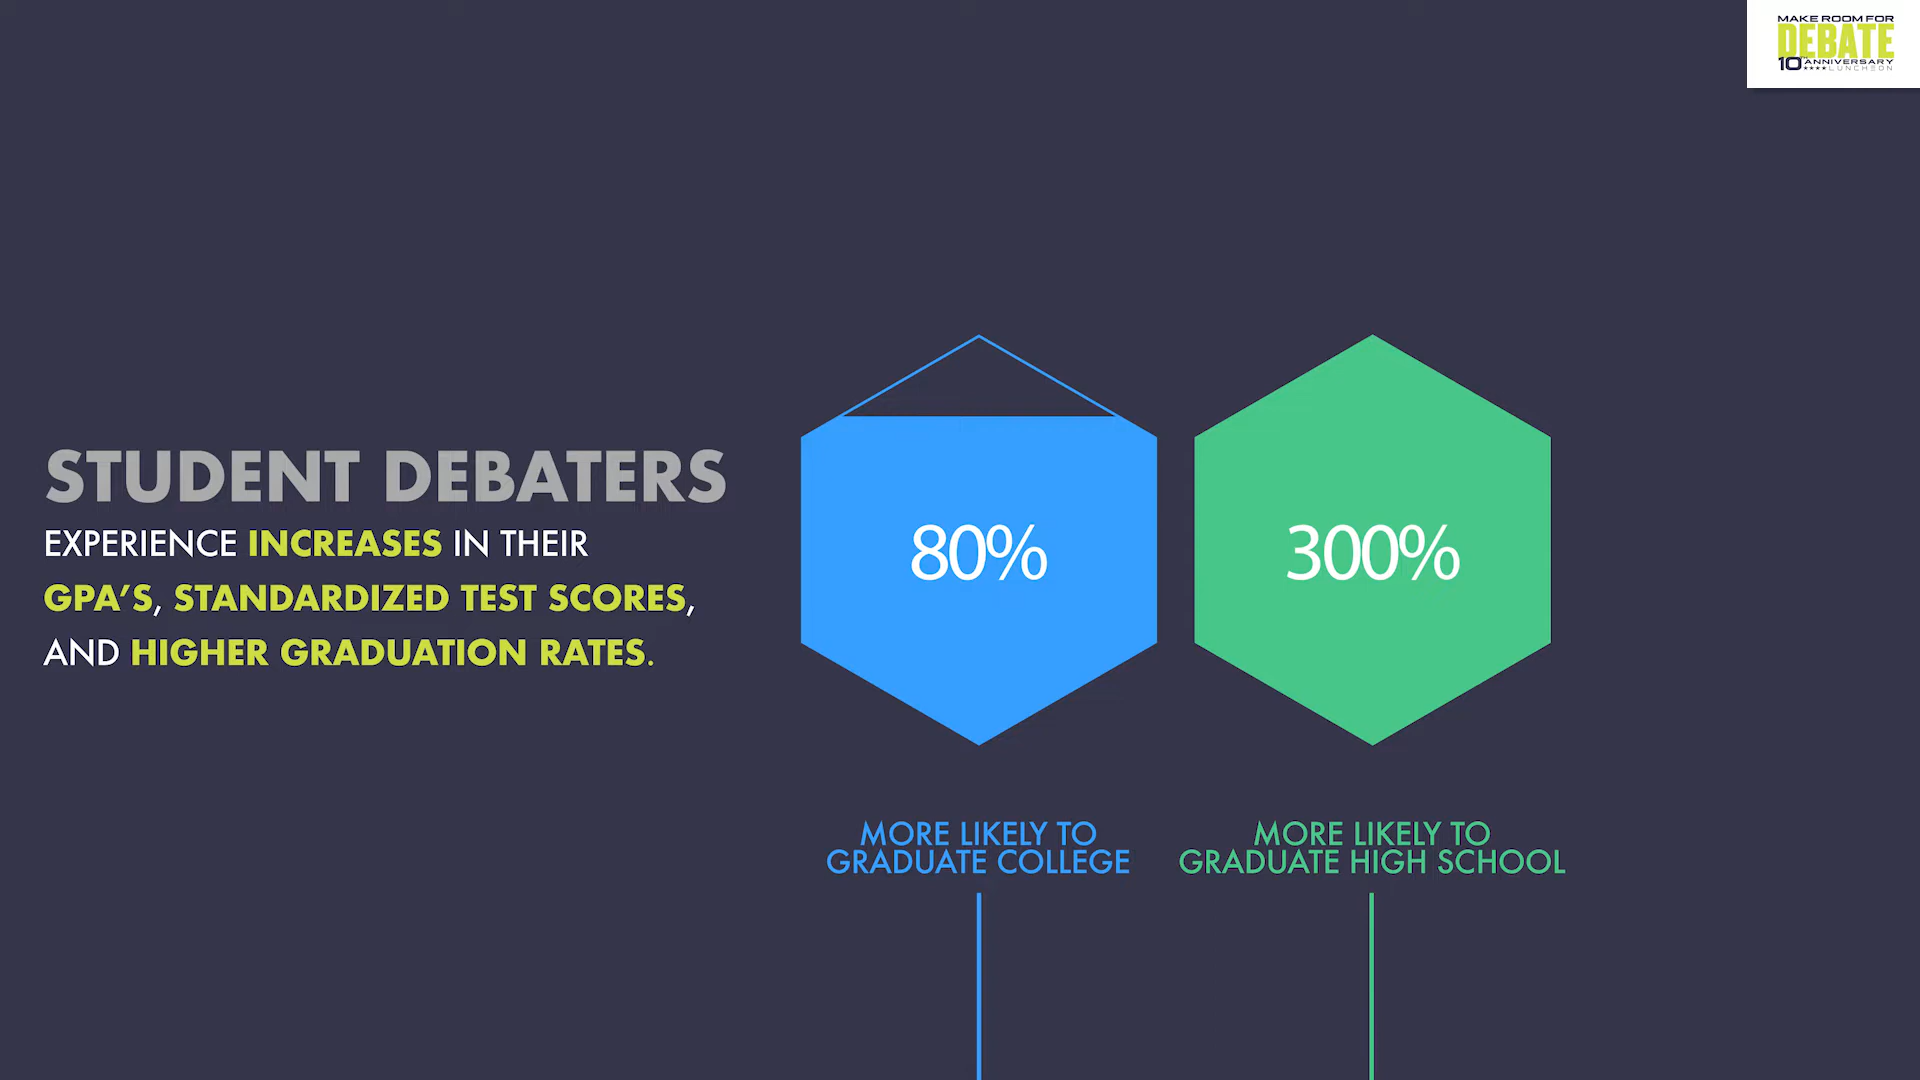 MAKE ROOM FOR
DEBATE
10TH ANNIVERSARY
LUNCHEON
STUDENT DEBATERS
EXPERIENCE INCREASES IN THEIR
GPA’S, STANDARDIZED TEST SCORES,
AND HIGHER GRADUATION RATES.
80%
MORE LIKELY TO
GRADUATE COLLEGE
300%
MORE LIKELY TO
GRADUATE HIGH SCHOOL